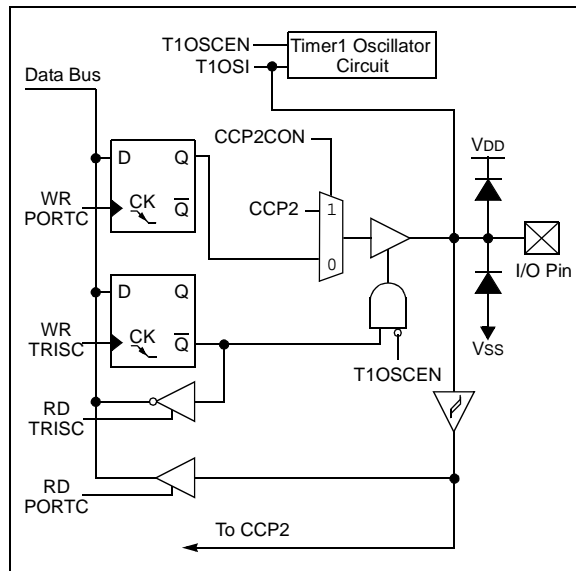 T1OSCEN
T1OSI
Timer1 Oscillator
Circuit
Data Bus
D Q
CCP2CON
VDD
WR
PORTC
CK
Q
CCP2
1
0
I/O Pin
D Q
WR
TRISC
CK
Q
VSS
T1OSCEN
RD
TRISC
RD
PORTC
To CCP2